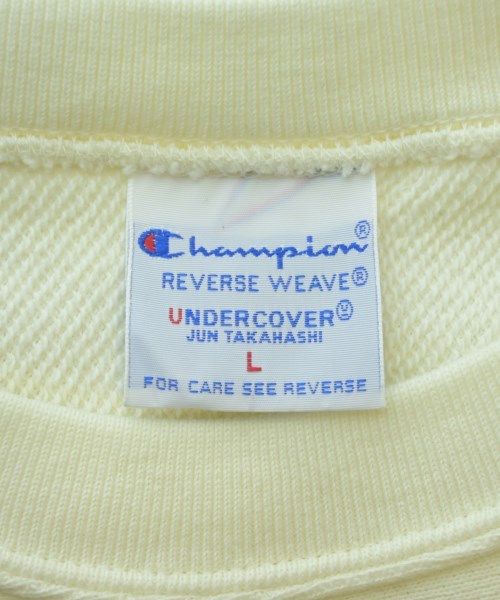 Champion®
REVERSE WEAVE®
UNDERCOVER Ⓤ
JUN TAKAHASHI
L
FOR CARE SEE REVERSE